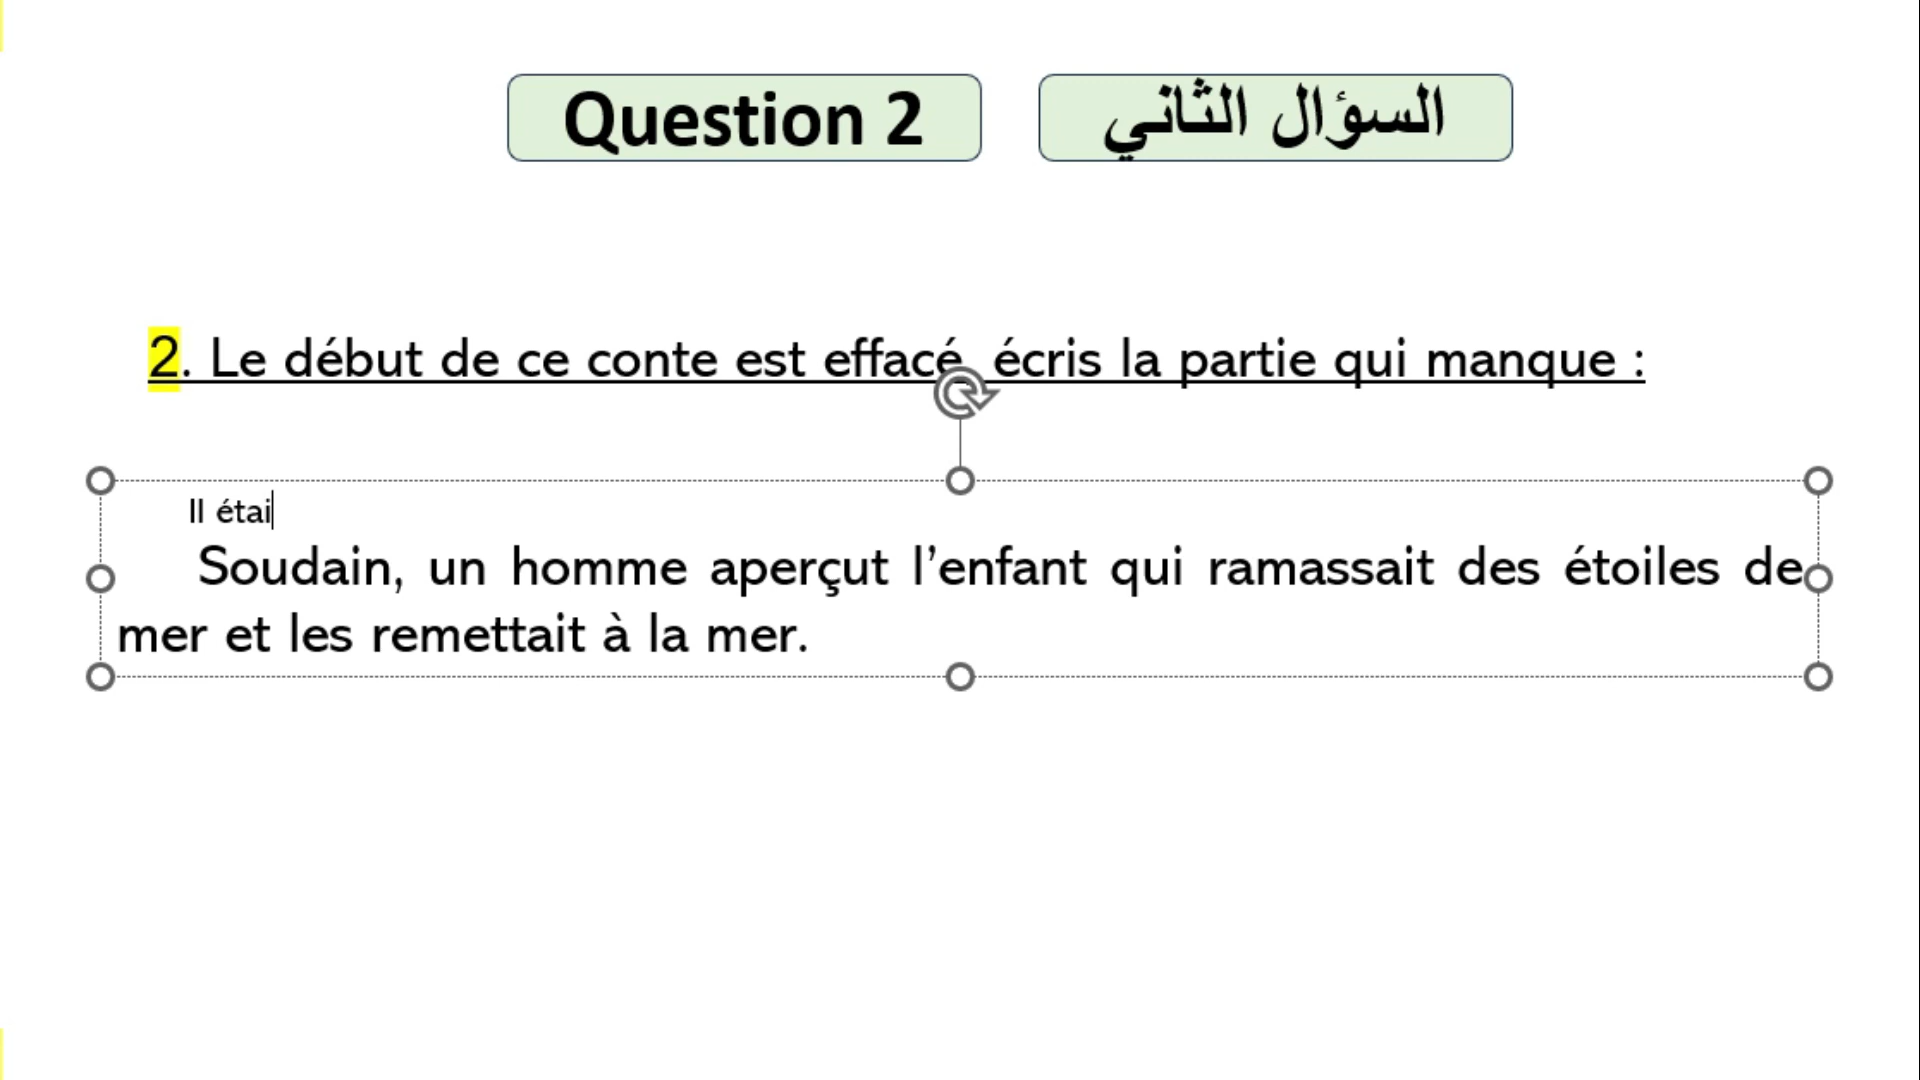 Question 2
السؤال الثاني
2. Le début de ce conte est effacé, écris la partie qui manque :
Il étai
Soudain, un homme aperçut l’enfant qui ramassait des étoiles de
mer et les remettait à la mer.